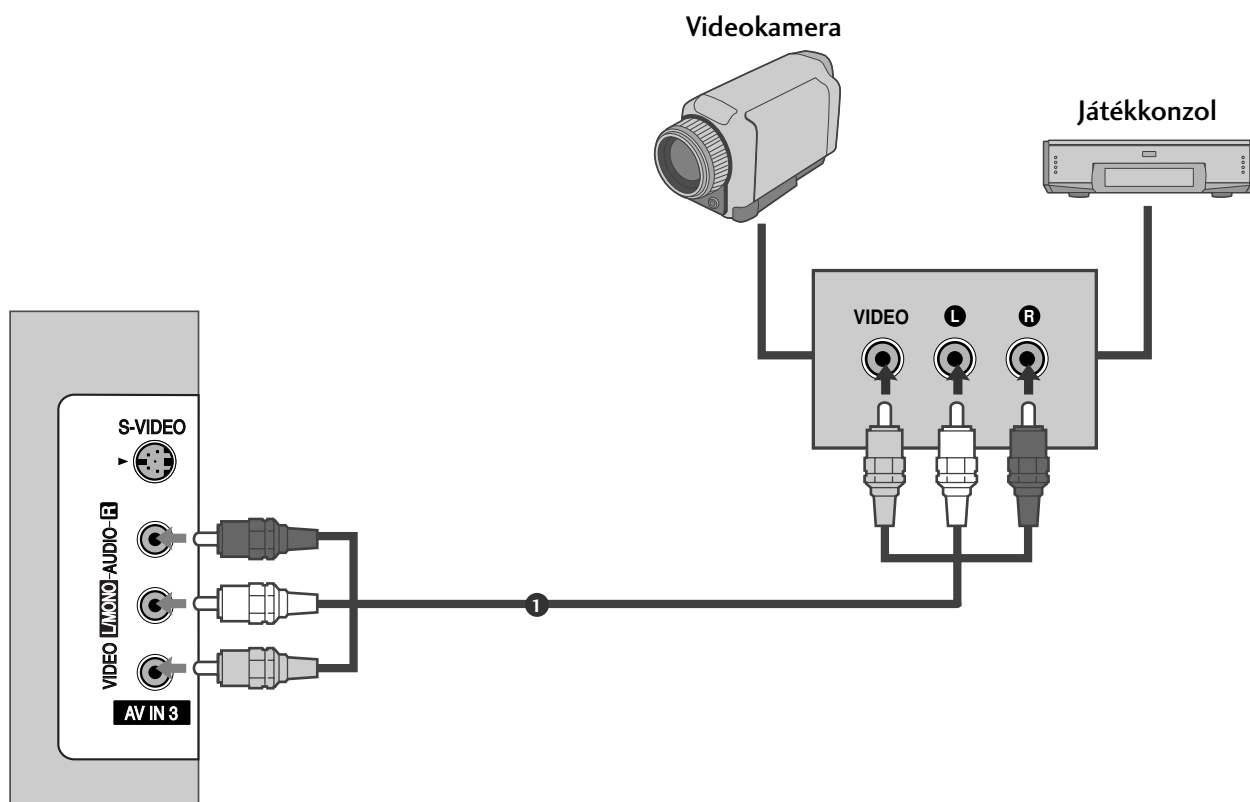 Videokamera
Játékkonzol
VIDEO L R
S-VIDEO
VIDEO L/MONO-AUDIO-R
AV IN 3
1